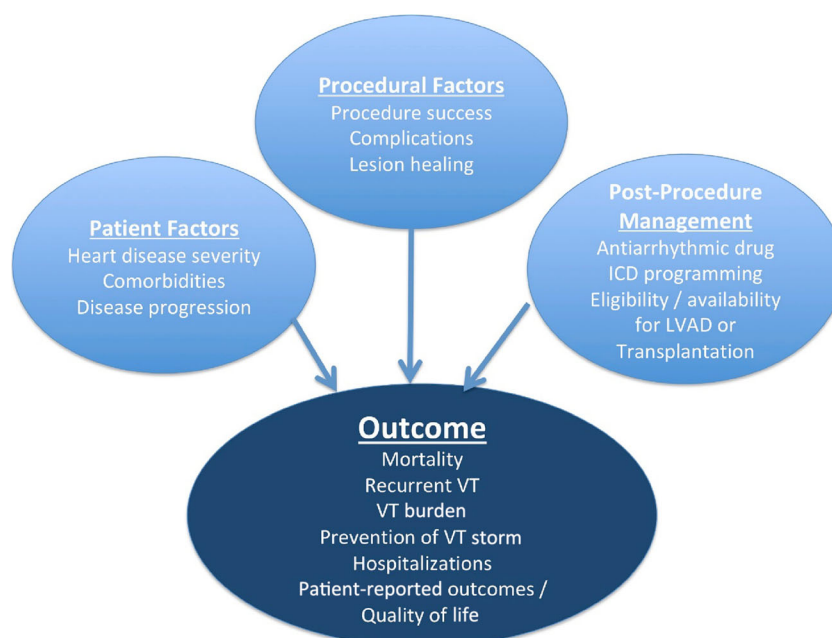 Procedural Factors
Procedure success
Complications
Lesion healing
Patient Factors
Heart disease severity
Comorbidities
Disease progression
Post-Procedure
Management
Antiarrhythmic drug
ICD programming
Eligibility / availability
for LVAD or
Transplantation
Outcome
Mortality
Recurrent VT
VT burden
Prevention of VT storm
Hospitalizations
Patient-reported outcomes /
Quality of life